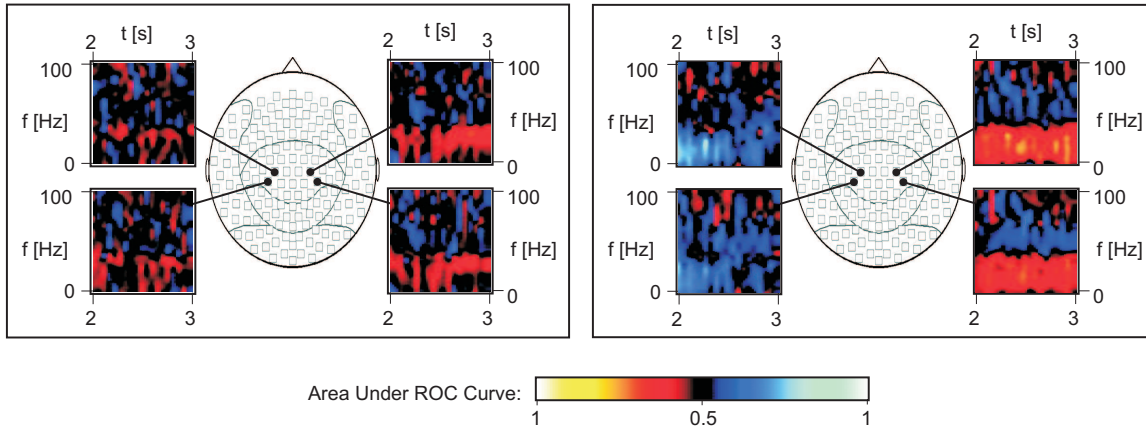 t [s] t [s] t [s] t [s]
2 3 2 3 2 3 2 3
100 100 100 100
f [Hz] f [Hz] f [Hz] f [Hz]
0 0 0 0
100 100 100 100
f [Hz] f [Hz] f [Hz] f [Hz]
0 0 0 0
2 3 2 3 2 3 2 3
Area Under ROC Curve:
1 0.5 1